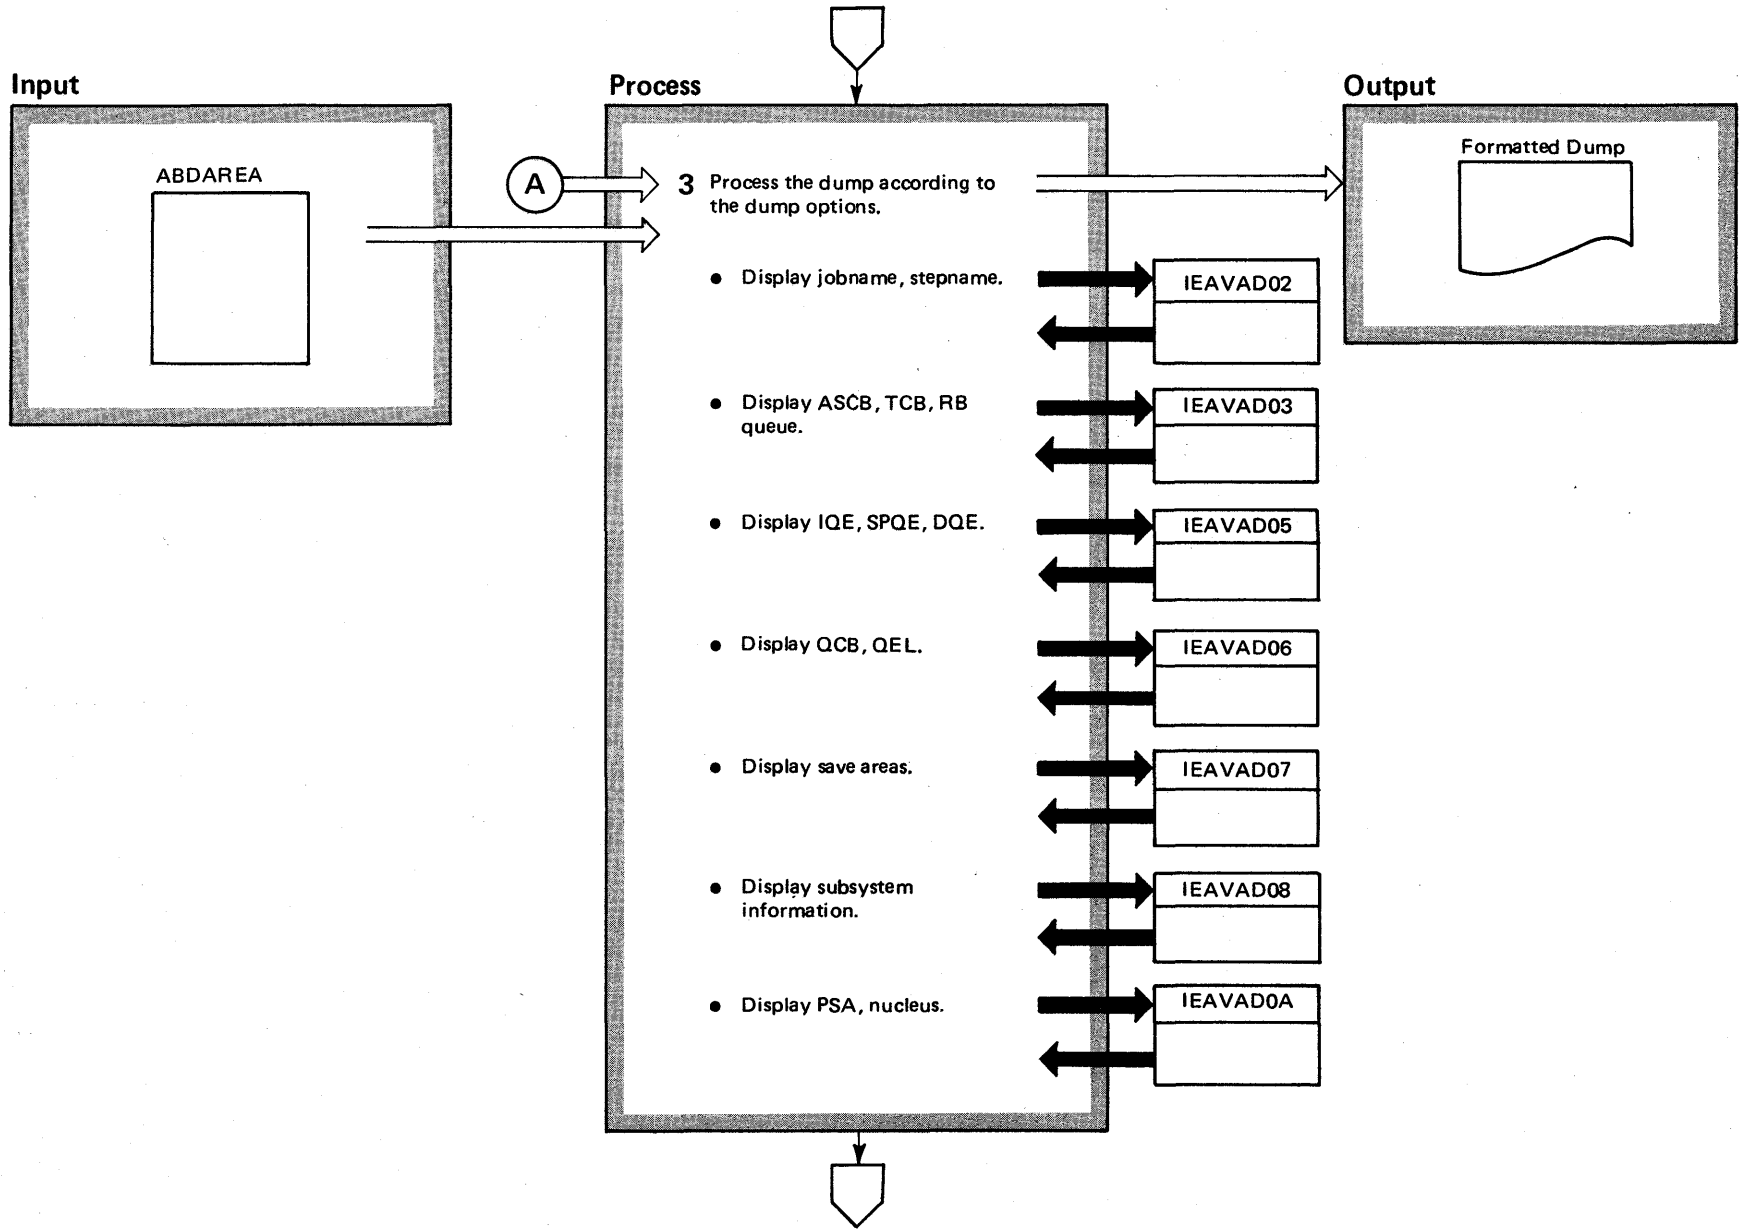 Input
Process
Output
ABDAREA
A
3 Process the dump according to
the dump options.
Formatted Dump
• Display jobname, stepname.
IEAVAD02
• Display ASCB, TCB, RB
queue.
IEAVAD03
• Display IQE, SPQE, DQE.
IEAVAD05
• Display QCB, QEL.
IEAVAD06
• Display save areas.
IEAVAD07
• Display subsystem
information.
IEAVAD08
• Display PSA, nucleus.
IEAVAD0A